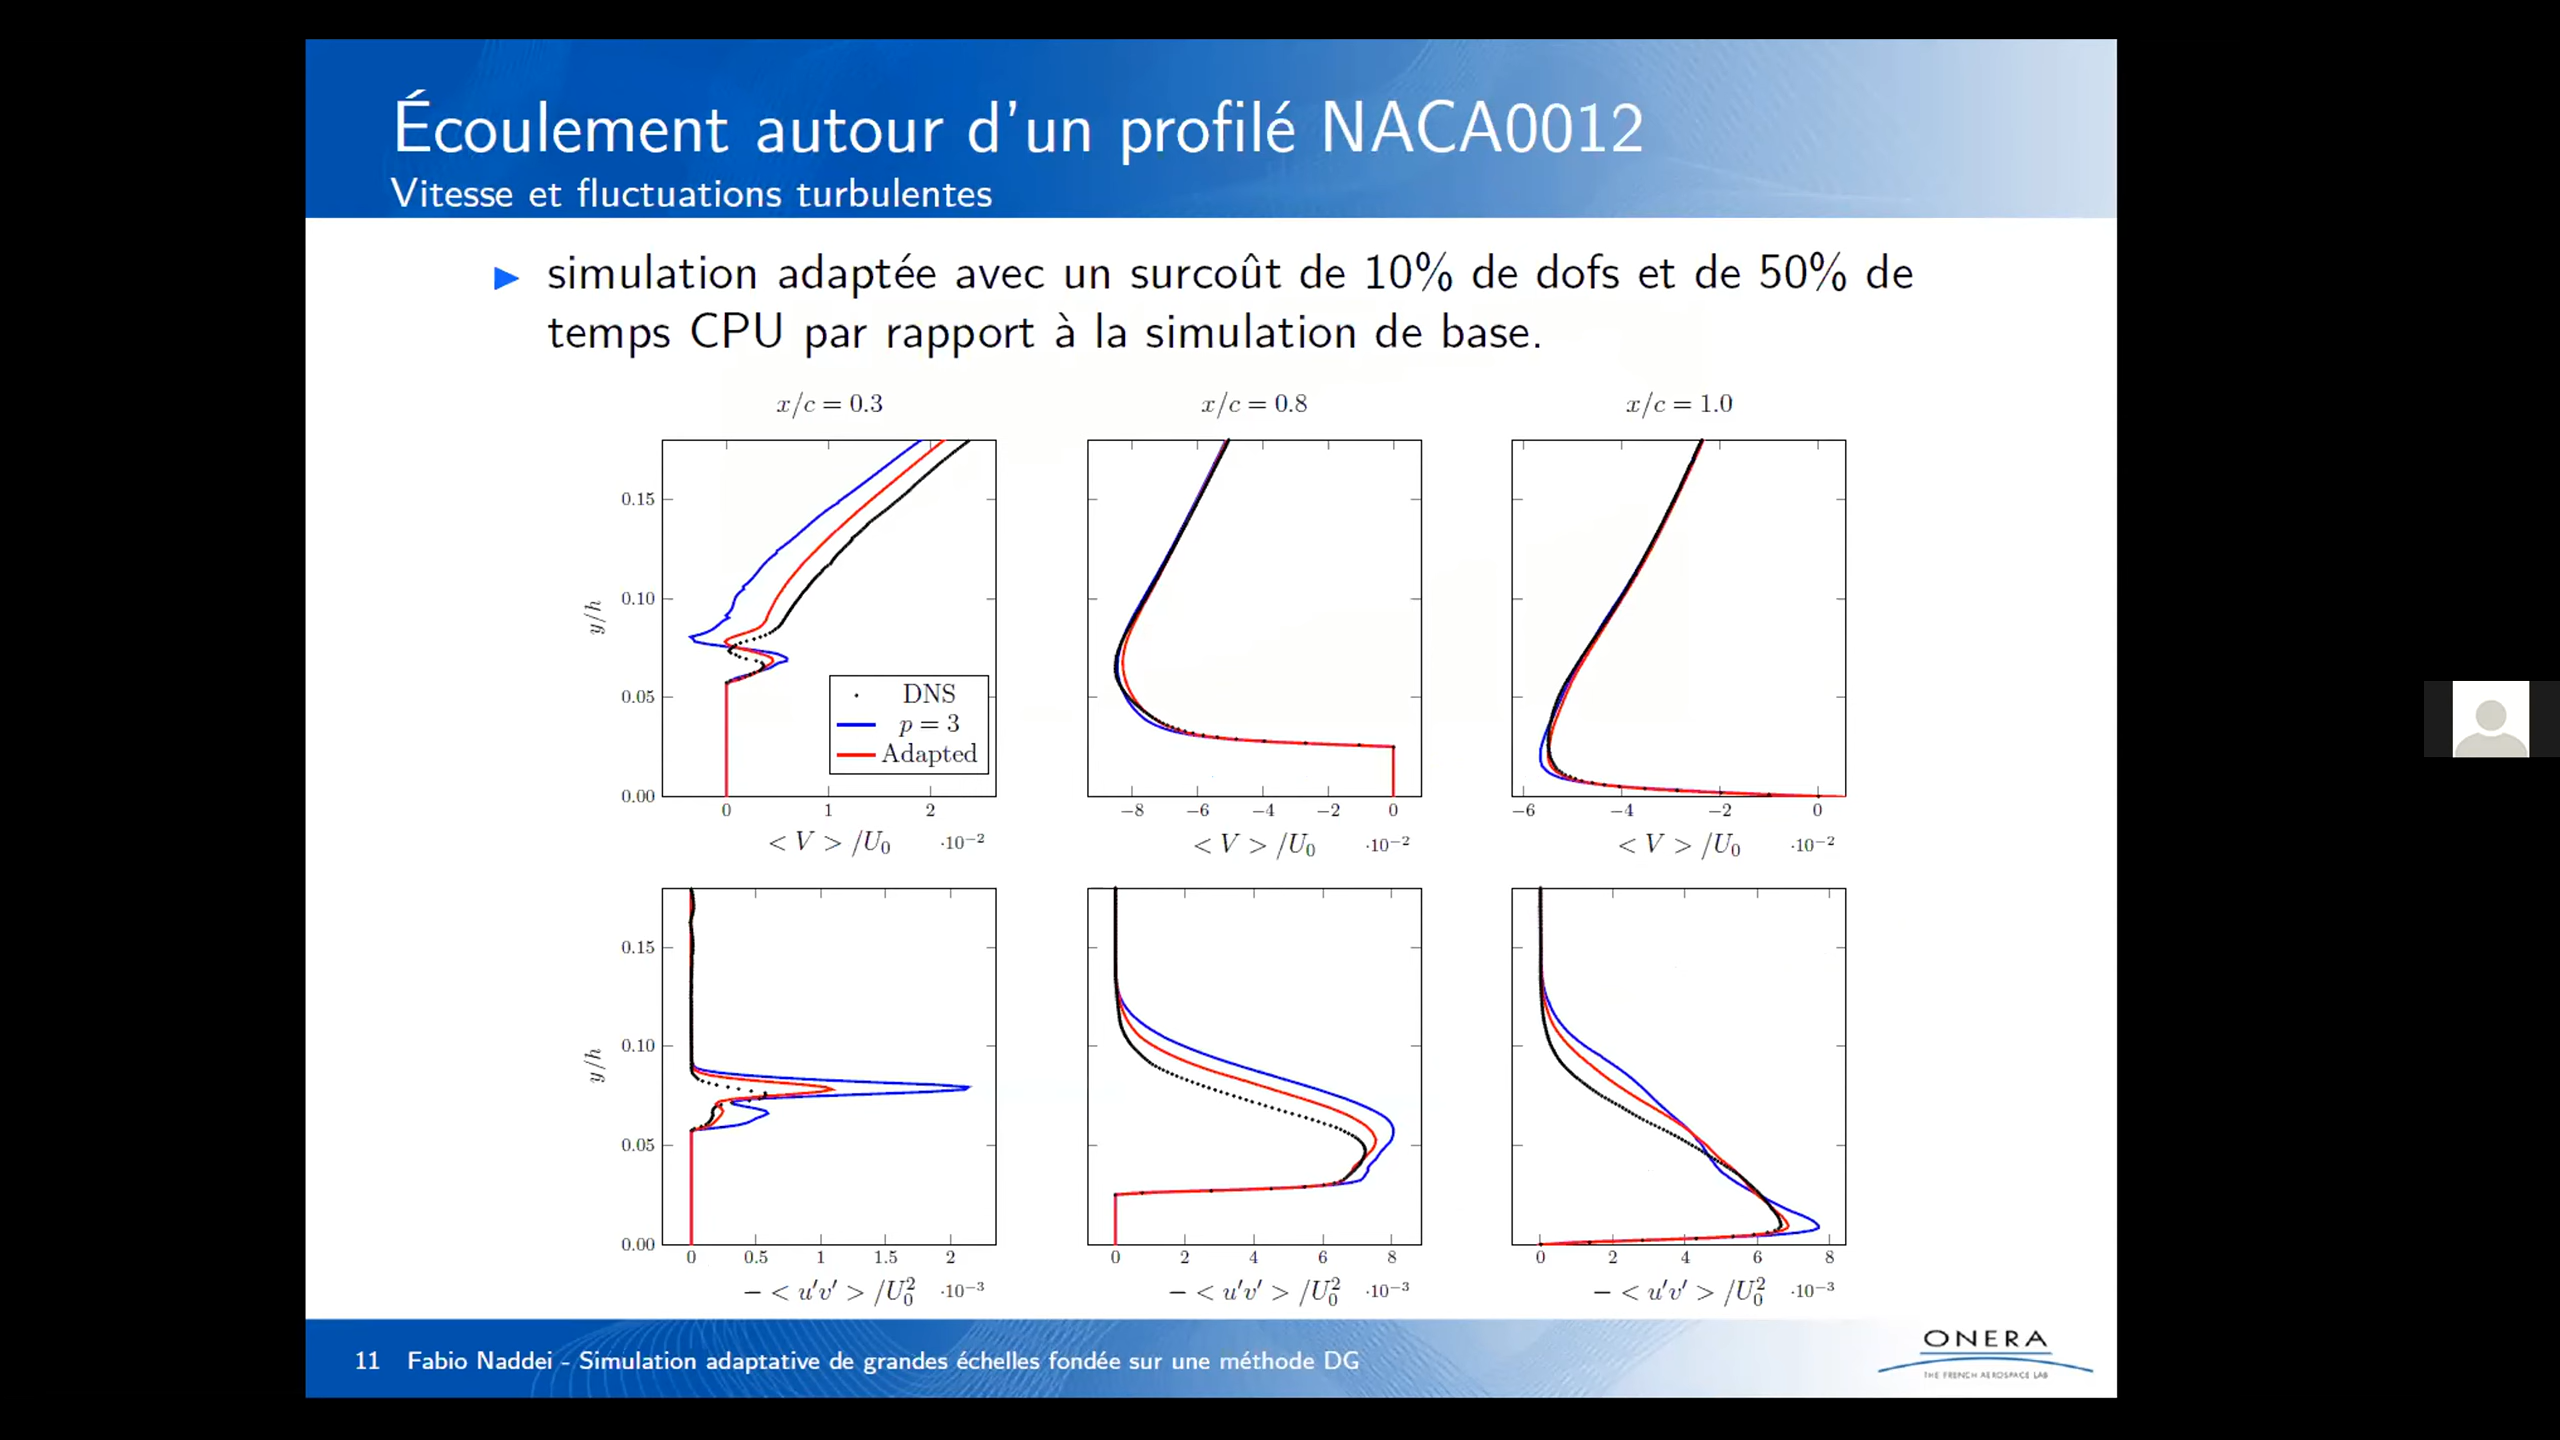 Écoulement autour d'un profilé NACA0012
Vitesse et fluctuations turbulentes
▶ simulation adaptée avec un surcoût de 10% de dofs et de 50% de
temps CPU par rapport à la simulation de base.
x/c = 0.3
x/c = 0.8
x/c = 1.0
y/h
0.15
0.10
0.05
0.00
DNS
p = 3
Adapted
0 1 2
< V > /U₀ ·10⁻²
−8 −6 −4 −2 0
< V > /U₀ ·10⁻²
−6 −4 −2 0
< V > /U₀ ·10⁻²
y/h
0.15
0.10
0.05
0.00
0 0.5 1 1.5 2
− < u′v′ > /U₀² ·10⁻³
0 2 4 6 8
− < u′v′ > /U₀² ·10⁻³
0 2 4 6 8
− < u′v′ > /U₀² ·10⁻³
11 Fabio Naddei - Simulation adaptative de grandes échelles fondée sur une méthode DG
ONERA
THE FRENCH AEROSPACE LAB